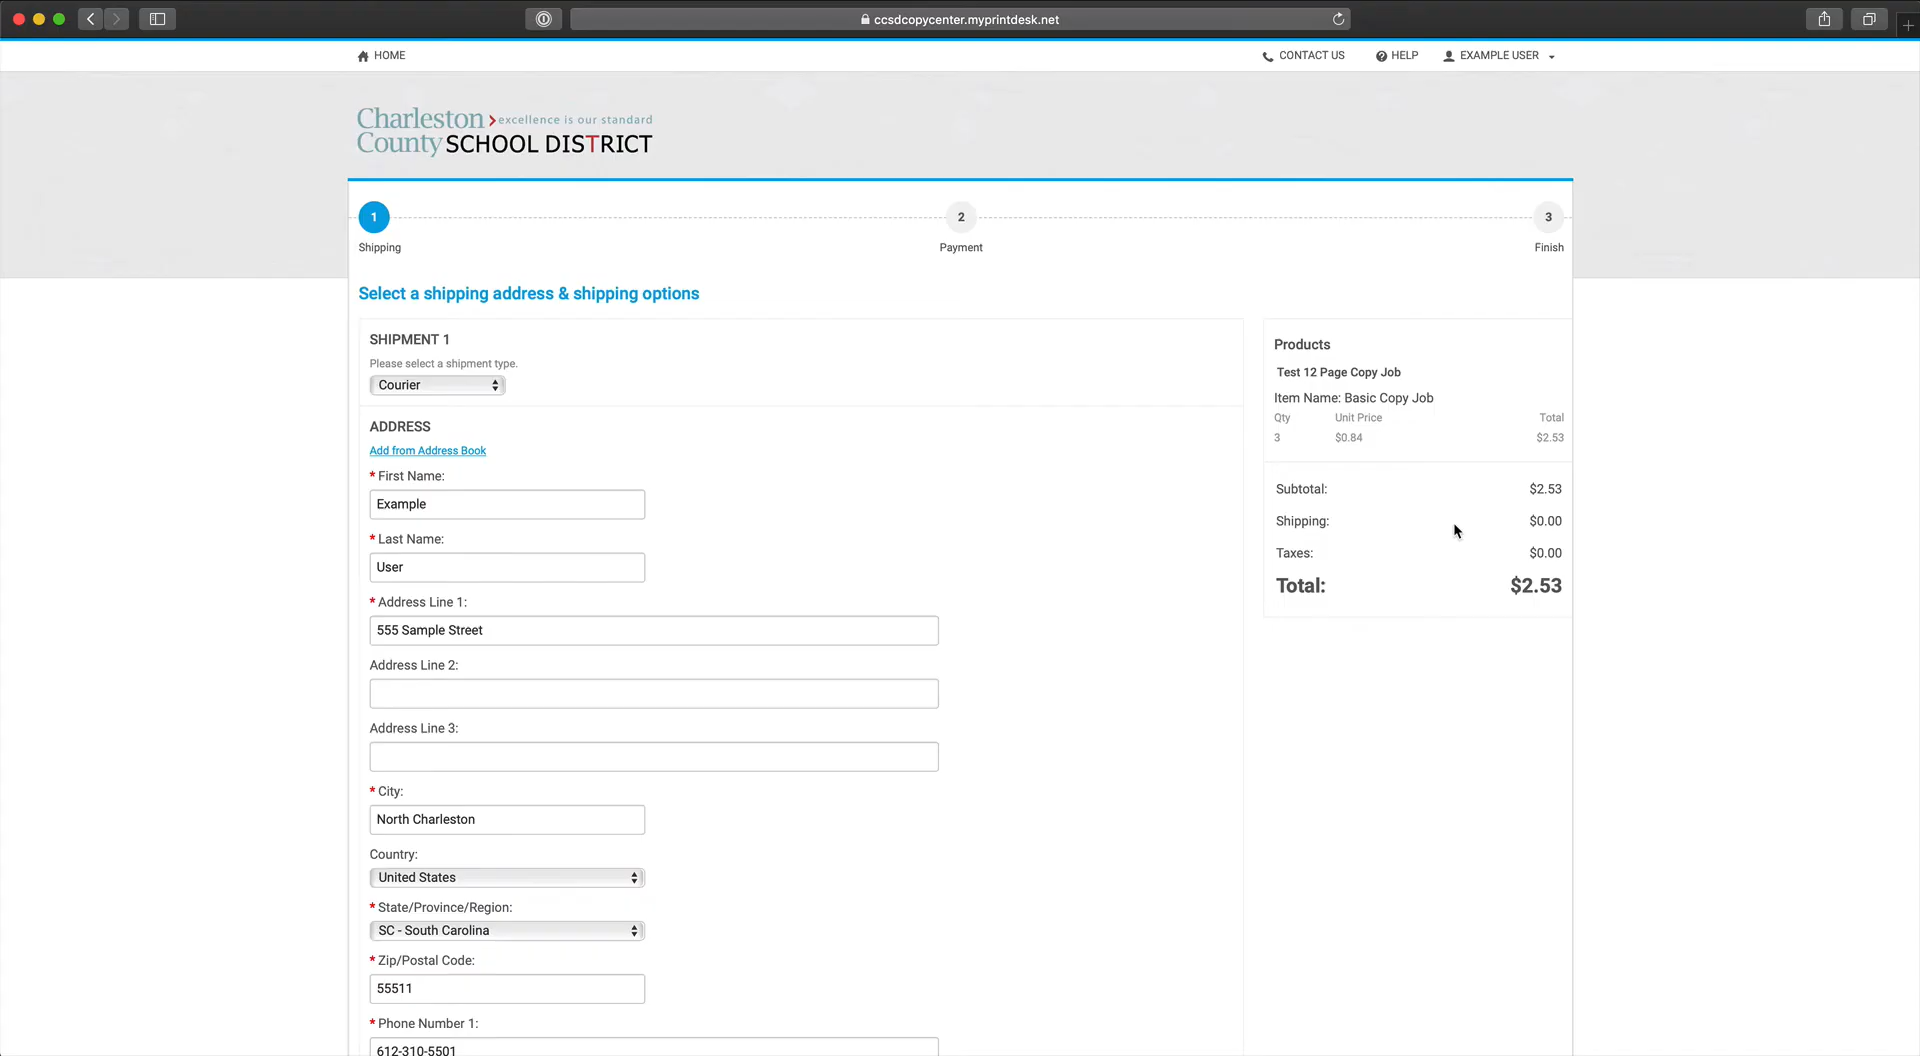 ccsdcopycenter.myprintdesk.net
HOME
CONTACT US
HELP
EXAMPLE USER
Charleston excellence is our standard
County SCHOOL DISTRICT
1
2
3
Shipping
Payment
Finish
Select a shipping address & shipping options
SHIPMENT 1
Please select a shipment type.
Courier
ADDRESS
Add from Address Book
* First Name:
Example
* Last Name:
User
* Address Line 1:
555 Sample Street
Address Line 2:
Address Line 3:
* City:
North Charleston
Country:
United States
* State/Province/Region:
SC - South Carolina
* Zip/Postal Code:
55511
* Phone Number 1:
612-310-5501
Products
Test 12 Page Copy Job
Item Name: Basic Copy Job
Qty Unit Price Total
3 $0.84 $2.53
Subtotal: $2.53
Shipping: $0.00
Taxes: $0.00
Total: $2.53